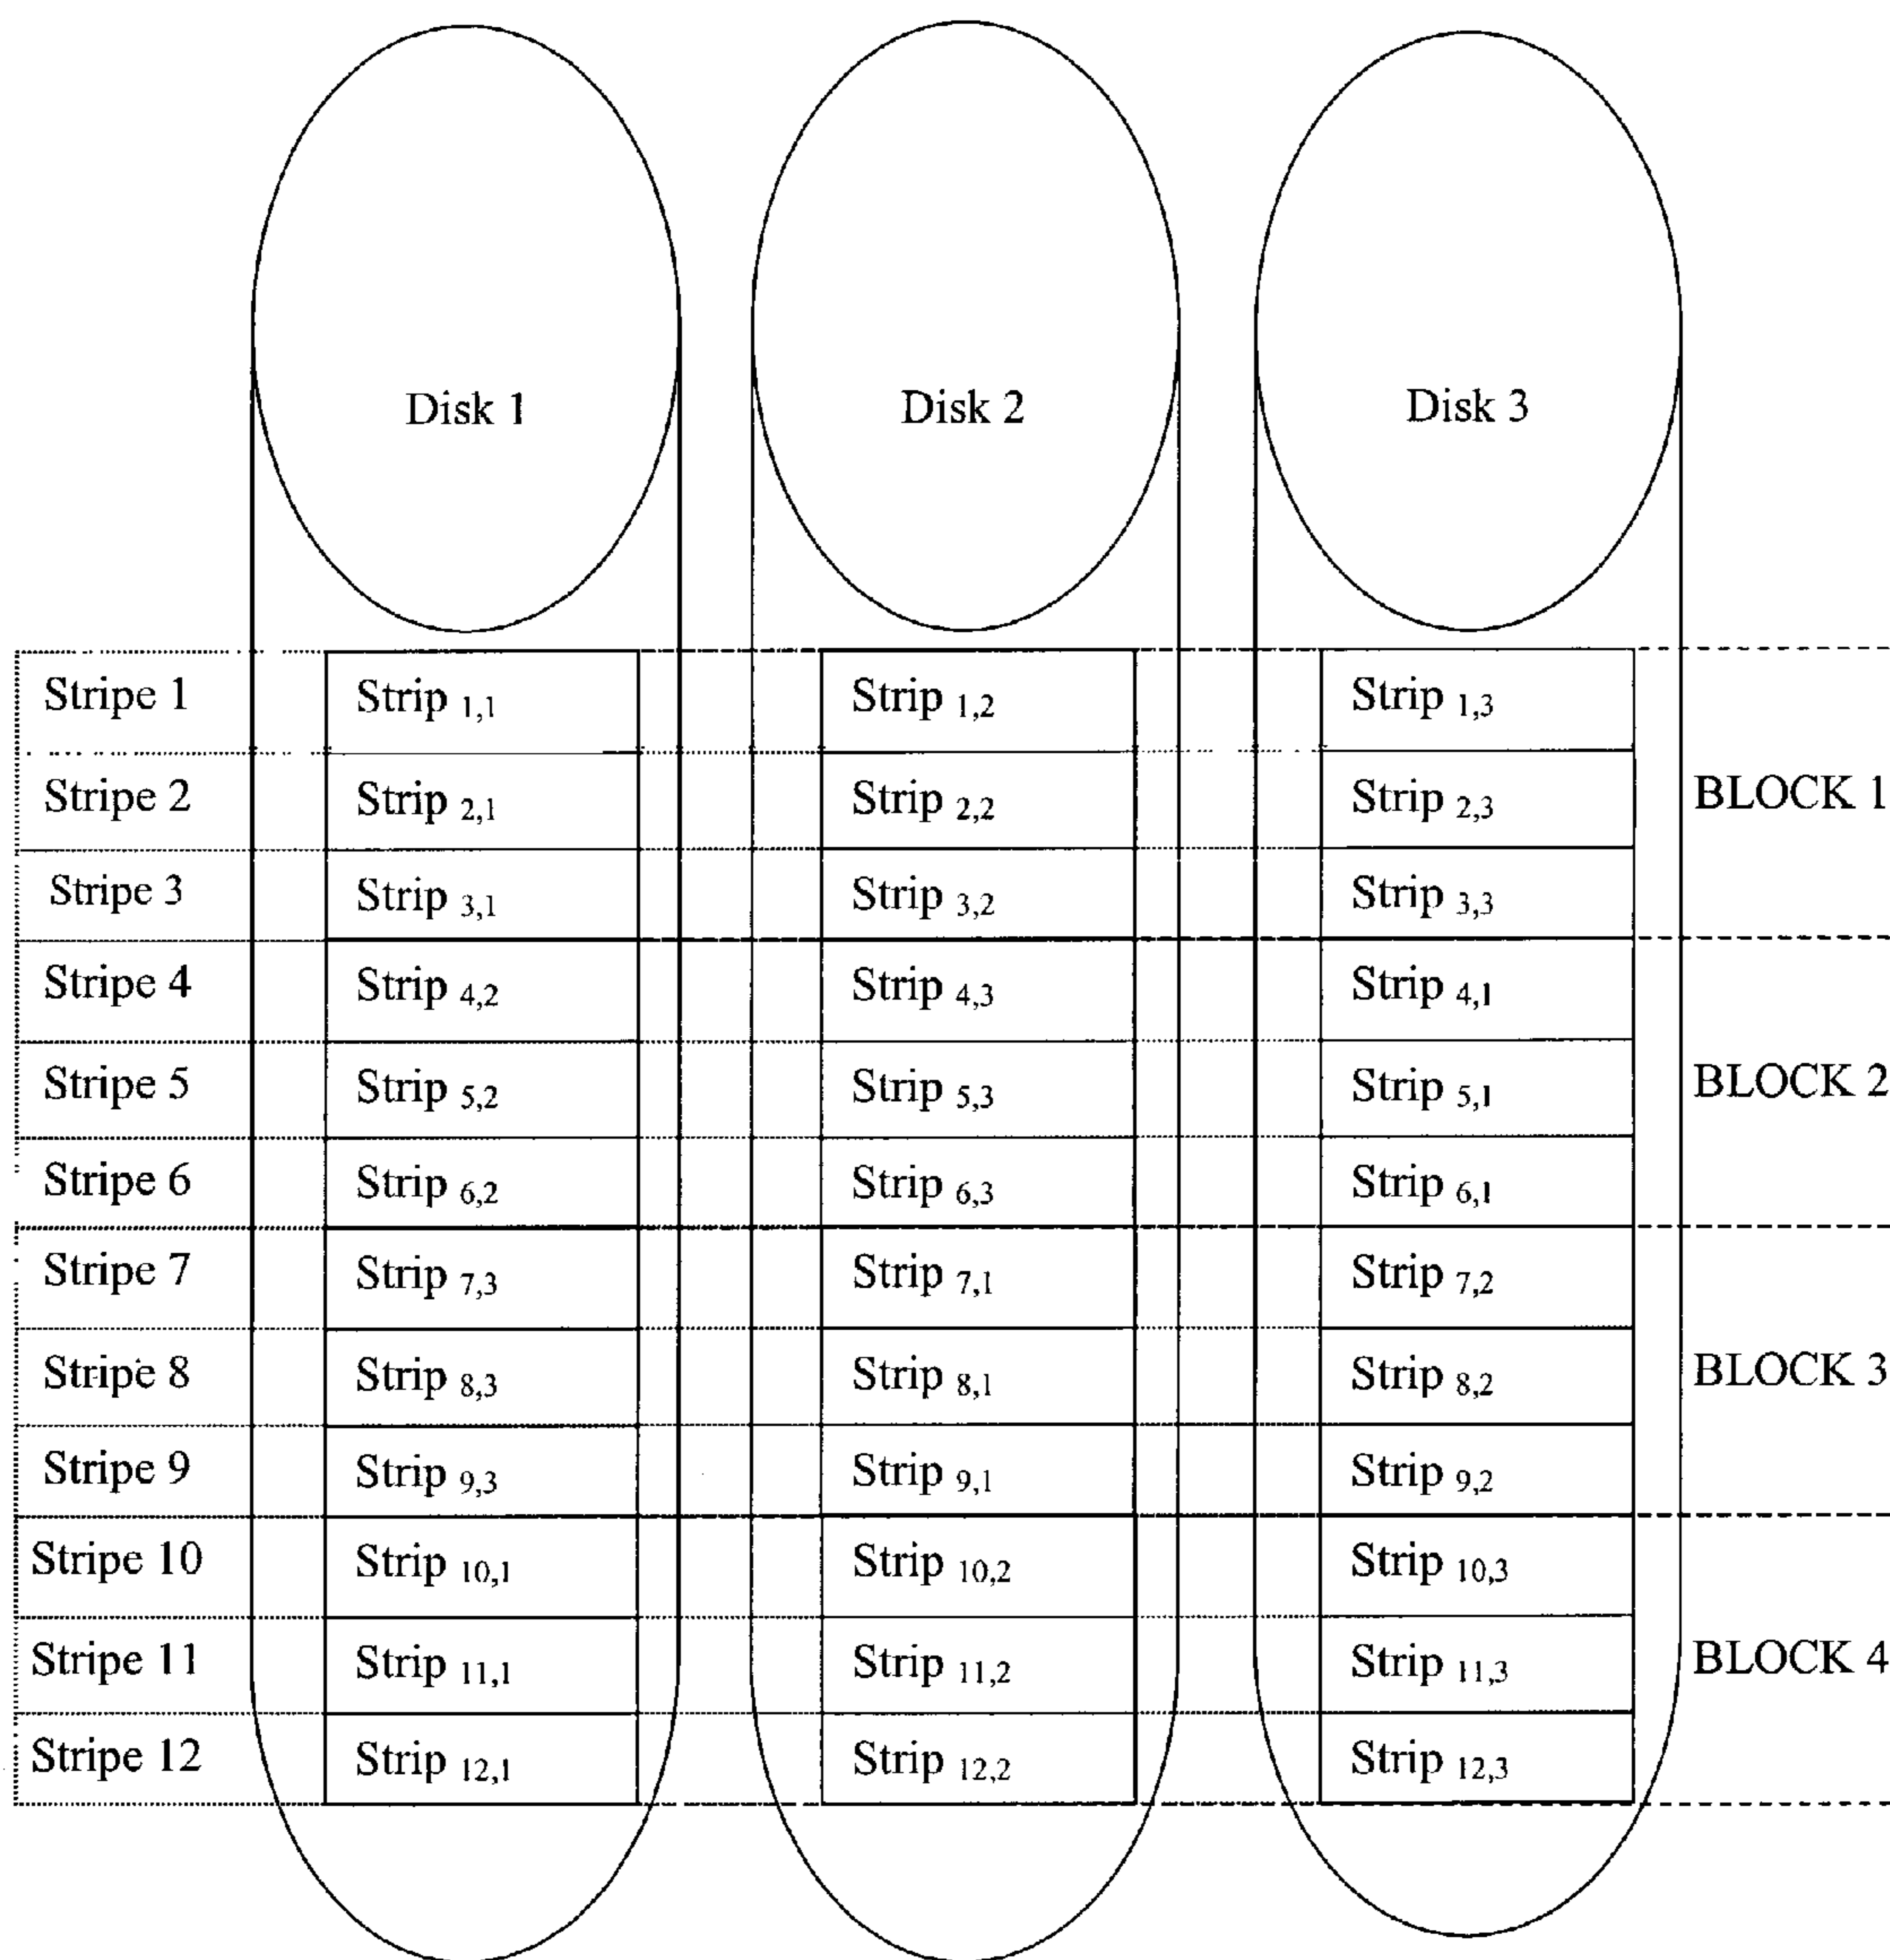 Disk 1 Disk 2 Disk 3
Stripe 1 Strip 1,1 Strip 1,2 Strip 1,3
Stripe 2 Strip 2,1 Strip 2,2 Strip 2,3 BLOCK 1
Stripe 3 Strip 3,1 Strip 3,2 Strip 3,3
Stripe 4 Strip 4,2 Strip 4,3 Strip 4,1
Stripe 5 Strip 5,2 Strip 5,3 Strip 5,1 BLOCK 2
Stripe 6 Strip 6,2 Strip 6,3 Strip 6,1
Stripe 7 Strip 7,3 Strip 7,1 Strip 7,2
Stripe 8 Strip 8,3 Strip 8,1 Strip 8,2 BLOCK 3
Stripe 9 Strip 9,3 Strip 9,1 Strip 9,2
Stripe 10 Strip 10,1 Strip 10,2 Strip 10,3
Stripe 11 Strip 11,1 Strip 11,2 Strip 11,3 BLOCK 4
Stripe 12 Strip 12,1 Strip 12,2 Strip 12,3